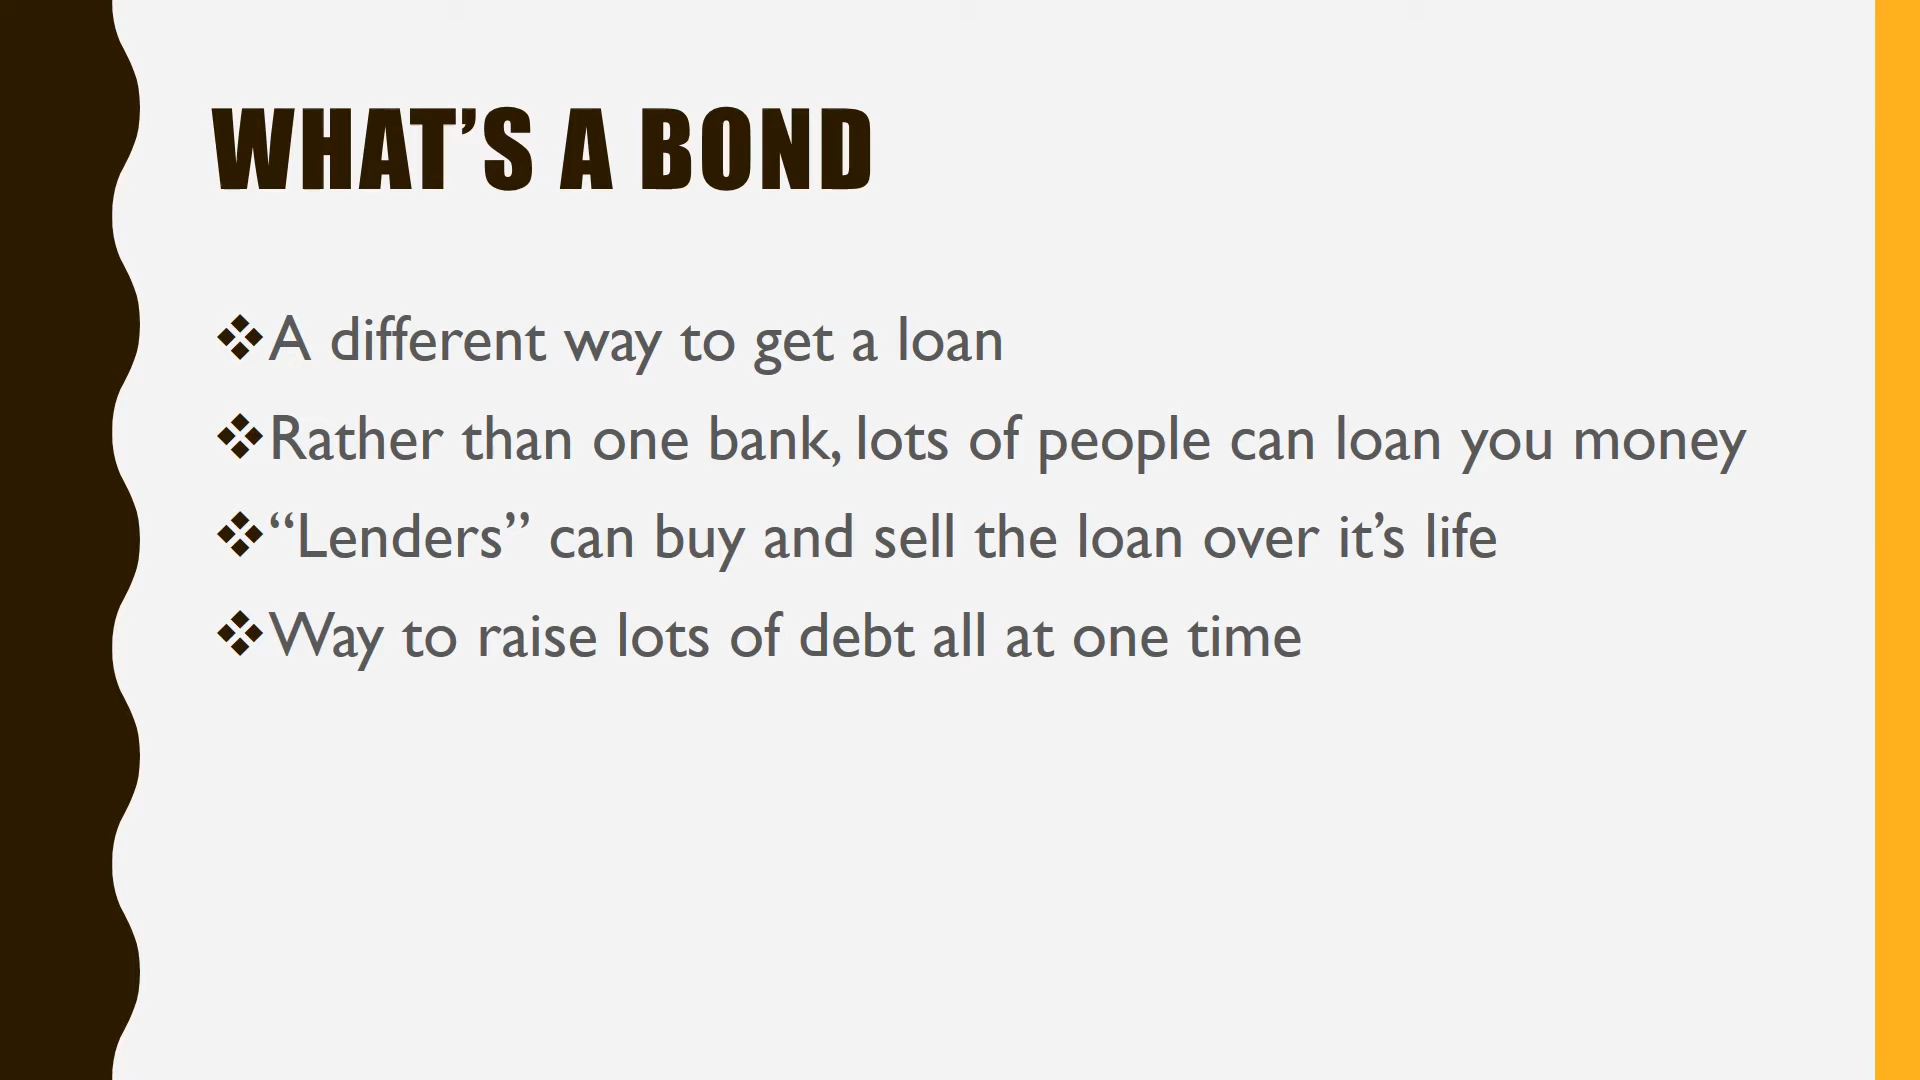 WHAT’S A BOND
❖A different way to get a loan
❖Rather than one bank, lots of people can loan you money
❖“Lenders” can buy and sell the loan over it’s life
❖Way to raise lots of debt all at one time